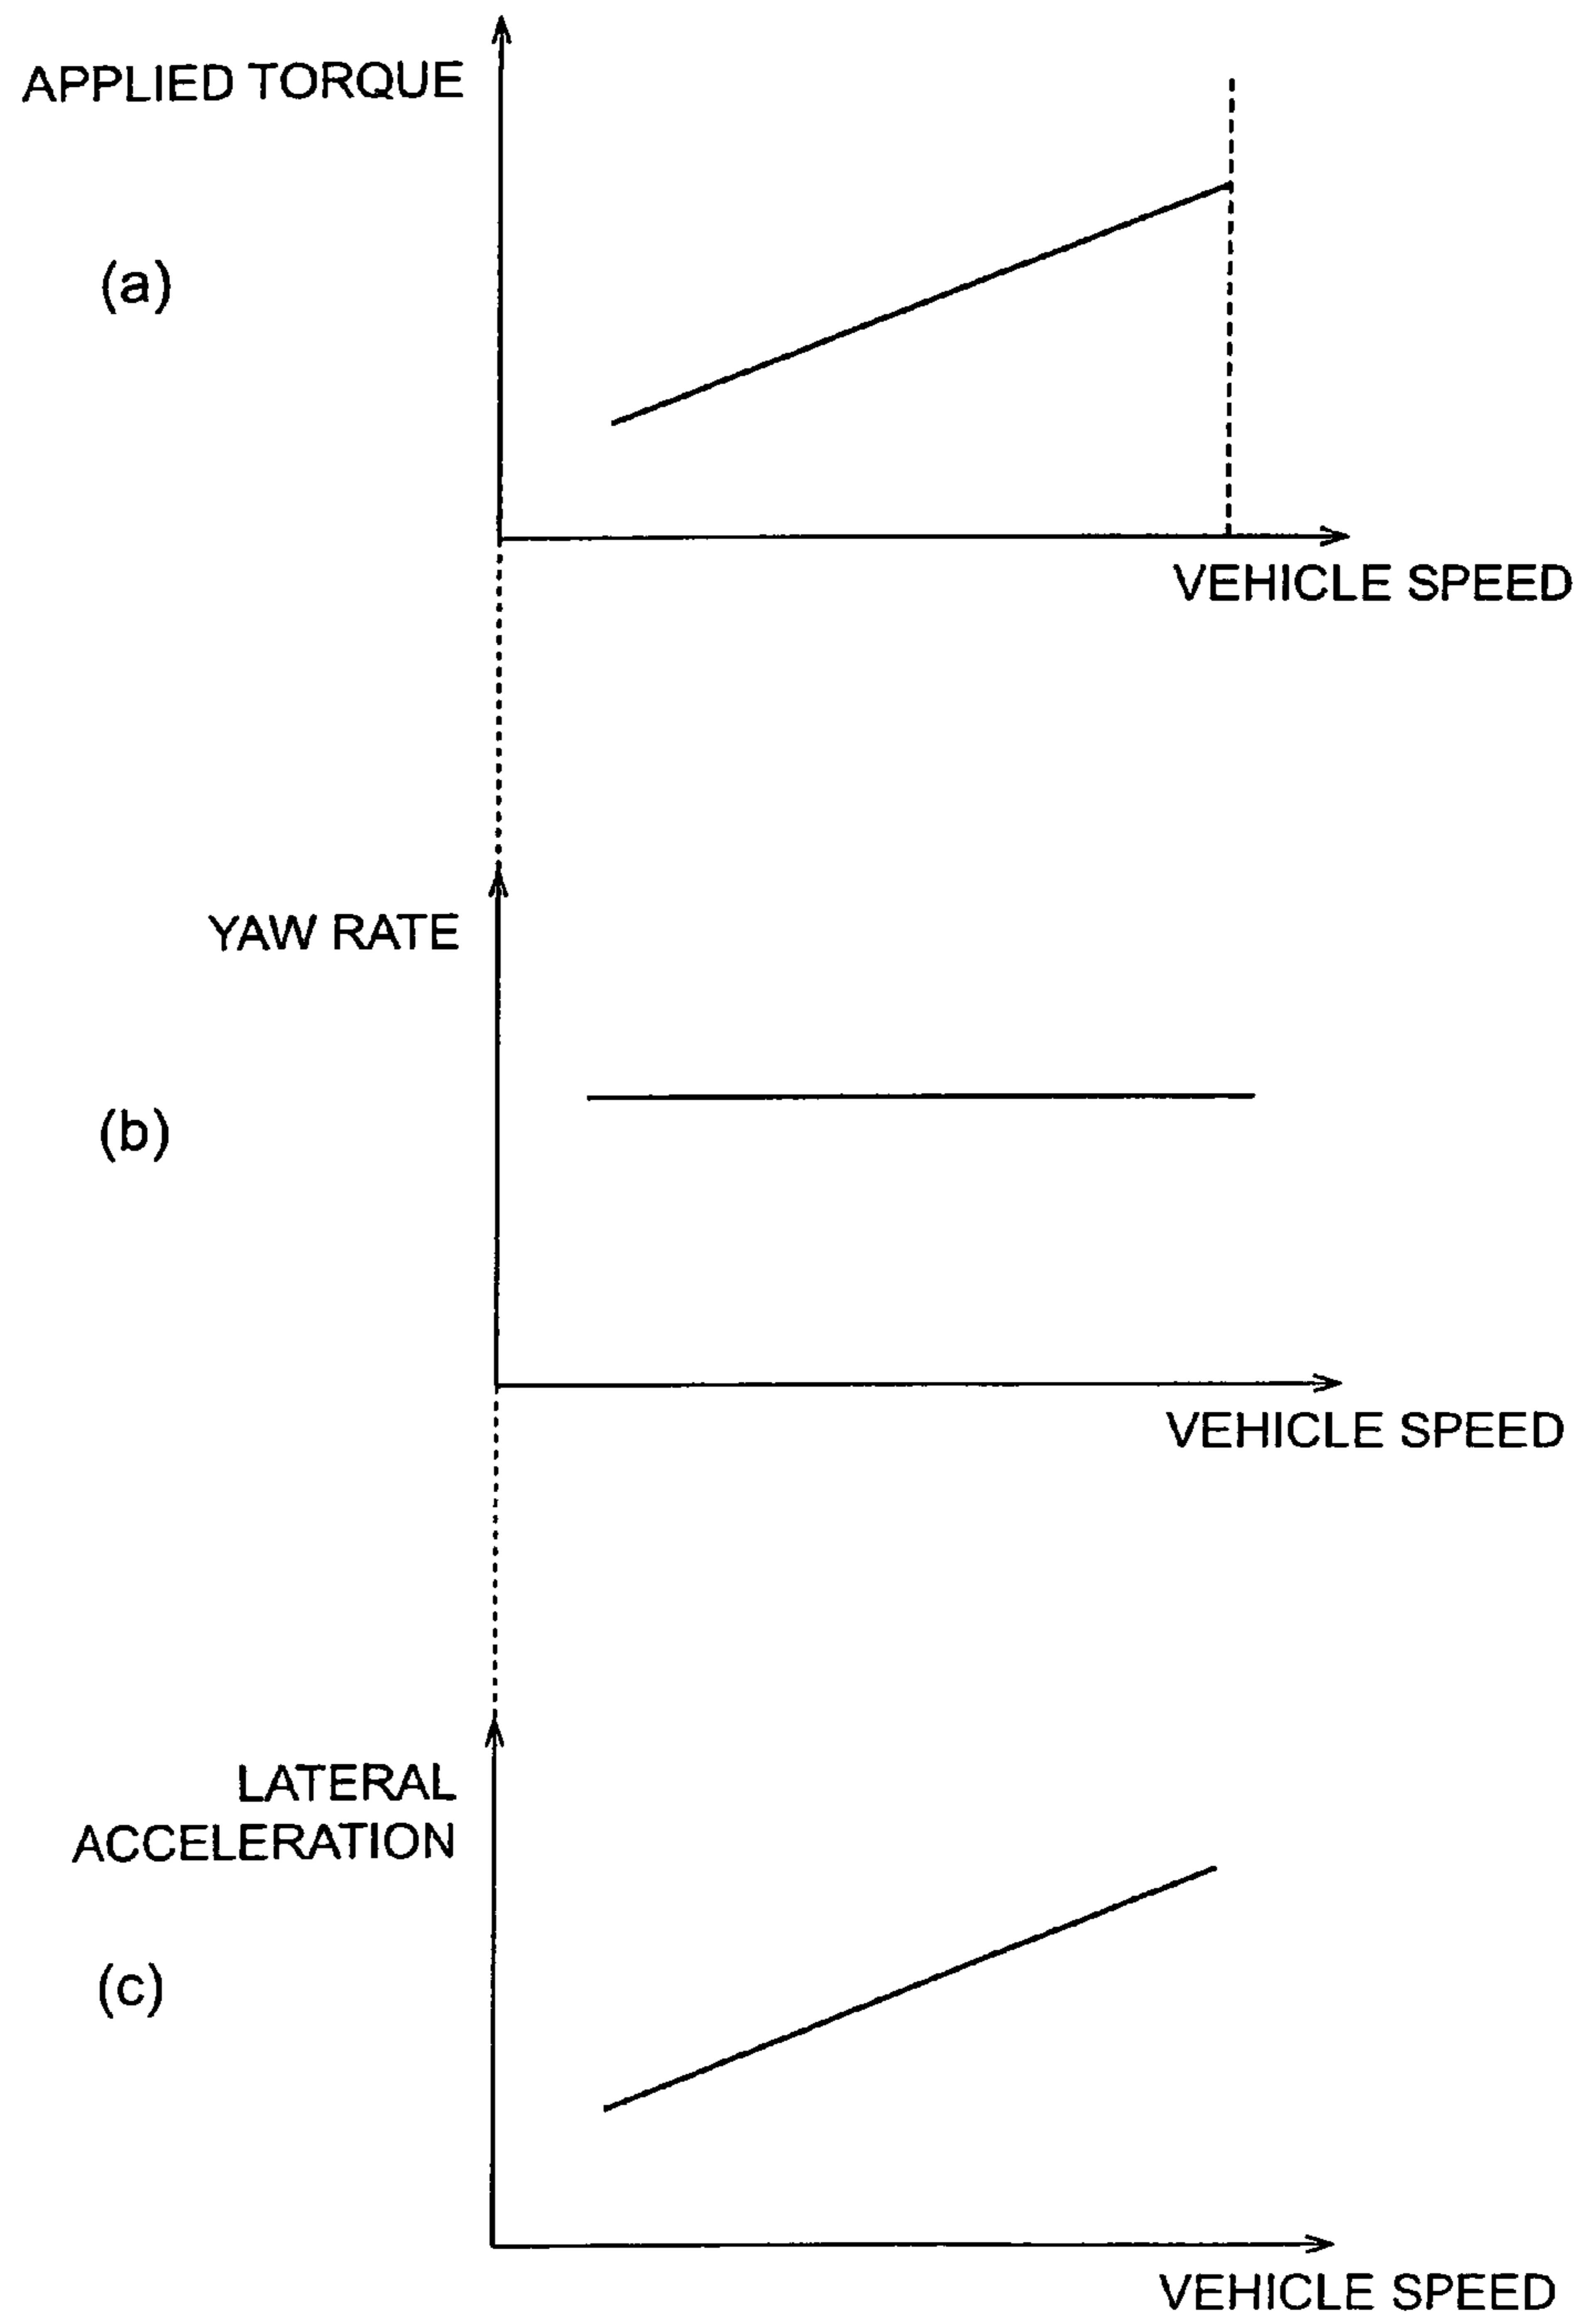 APPLIED TORQUE
(a)
VEHICLE SPEED
YAW RATE
(b)
VEHICLE SPEED
LATERAL
ACCELERATION
(c)
VEHICLE SPEED